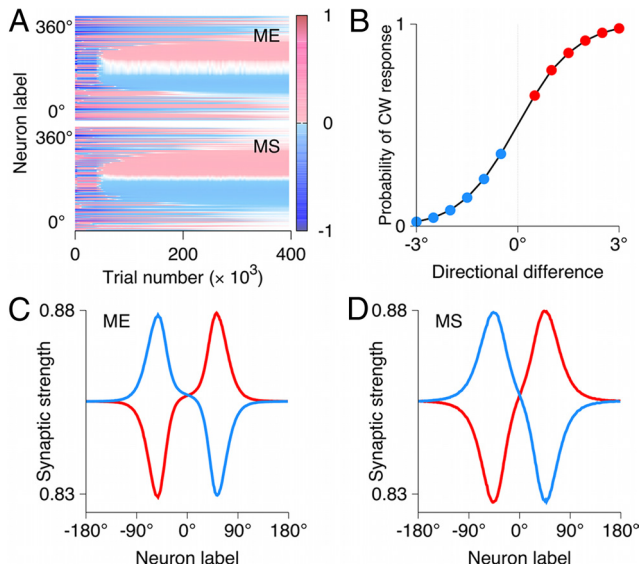 A
360°
ME
Neuron label
0°
360°
MS
0°
0
200
400
Trial number (× 10³)
1
0
-1
B
1
Probability of CW response
0
-3°
0°
3°
Directional difference
C
0.88
ME
Synaptic strength
0.83
-180°
-90°
0°
90°
180°
Neuron label
D
0.88
MS
Synaptic strength
0.83
-180°
-90°
0°
90°
180°
Neuron label